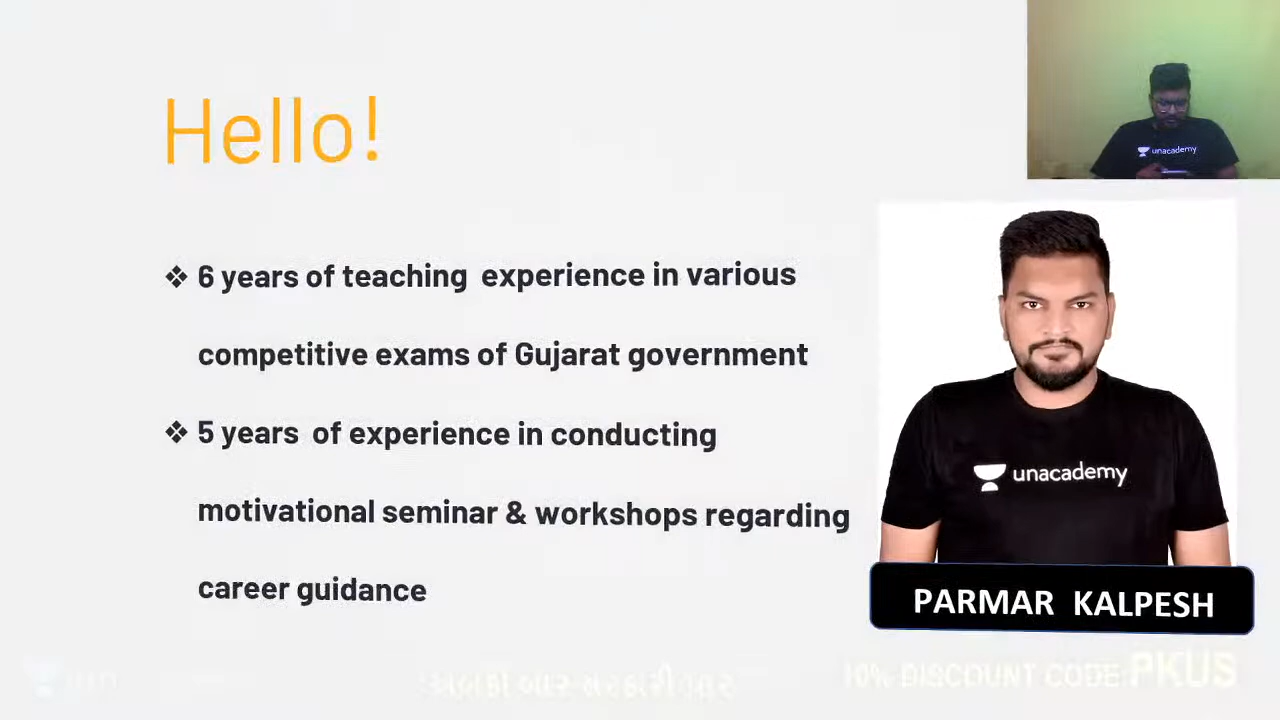 unacademy
Hello!
❖ 6 years of teaching experience in various
competitive exams of Gujarat government
❖ 5 years of experience in conducting
motivational seminar & workshops regarding
career guidance
unacademy
PARMAR KALPESH
10% DISCOUNT CODE: PKUS